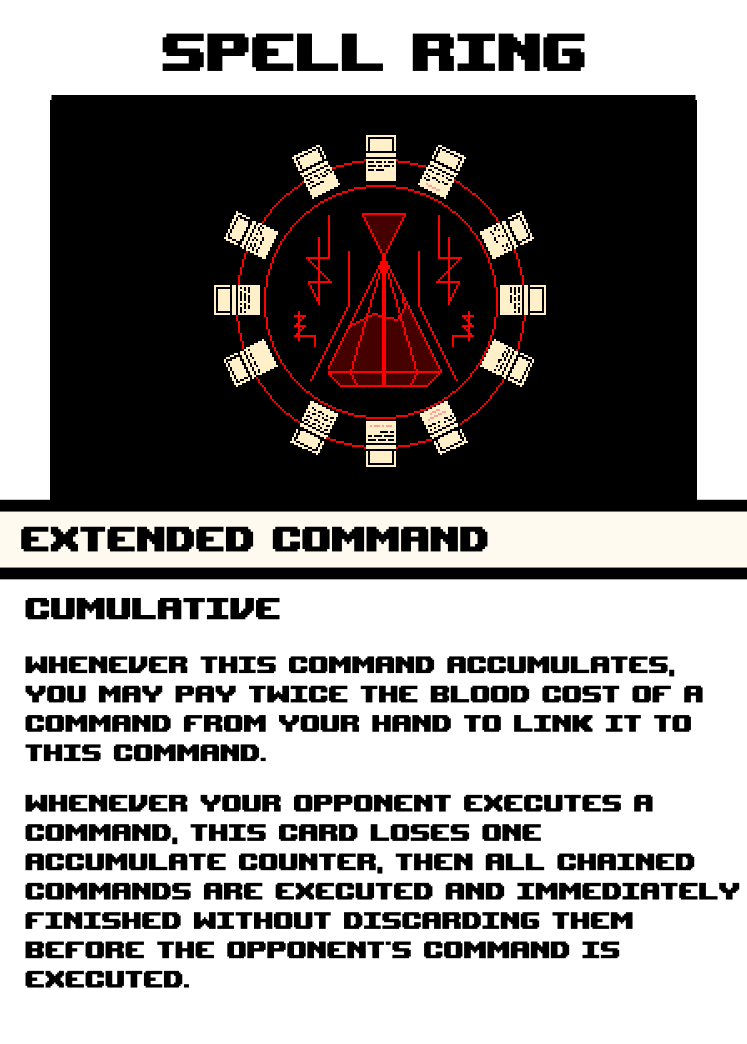 SPELL RING
EXTENDED COMMAND
CUMULATIVE
WHENEVER THIS COMMAND ACCUMULATES,
YOU MAY PAY TWICE THE BLOOD COST OF A
COMMAND FROM YOUR HAND TO LINK IT TO
THIS COMMAND.
WHENEVER YOUR OPPONENT EXECUTES A
COMMAND, THIS CARD LOSES ONE
ACCUMULATE COUNTER, THEN ALL CHAINED
COMMANDS ARE EXECUTED AND IMMEDIATELY
FINISHED WITHOUT DISCARDING THEM
BEFORE THE OPPONENT'S COMMAND IS
EXECUTED.